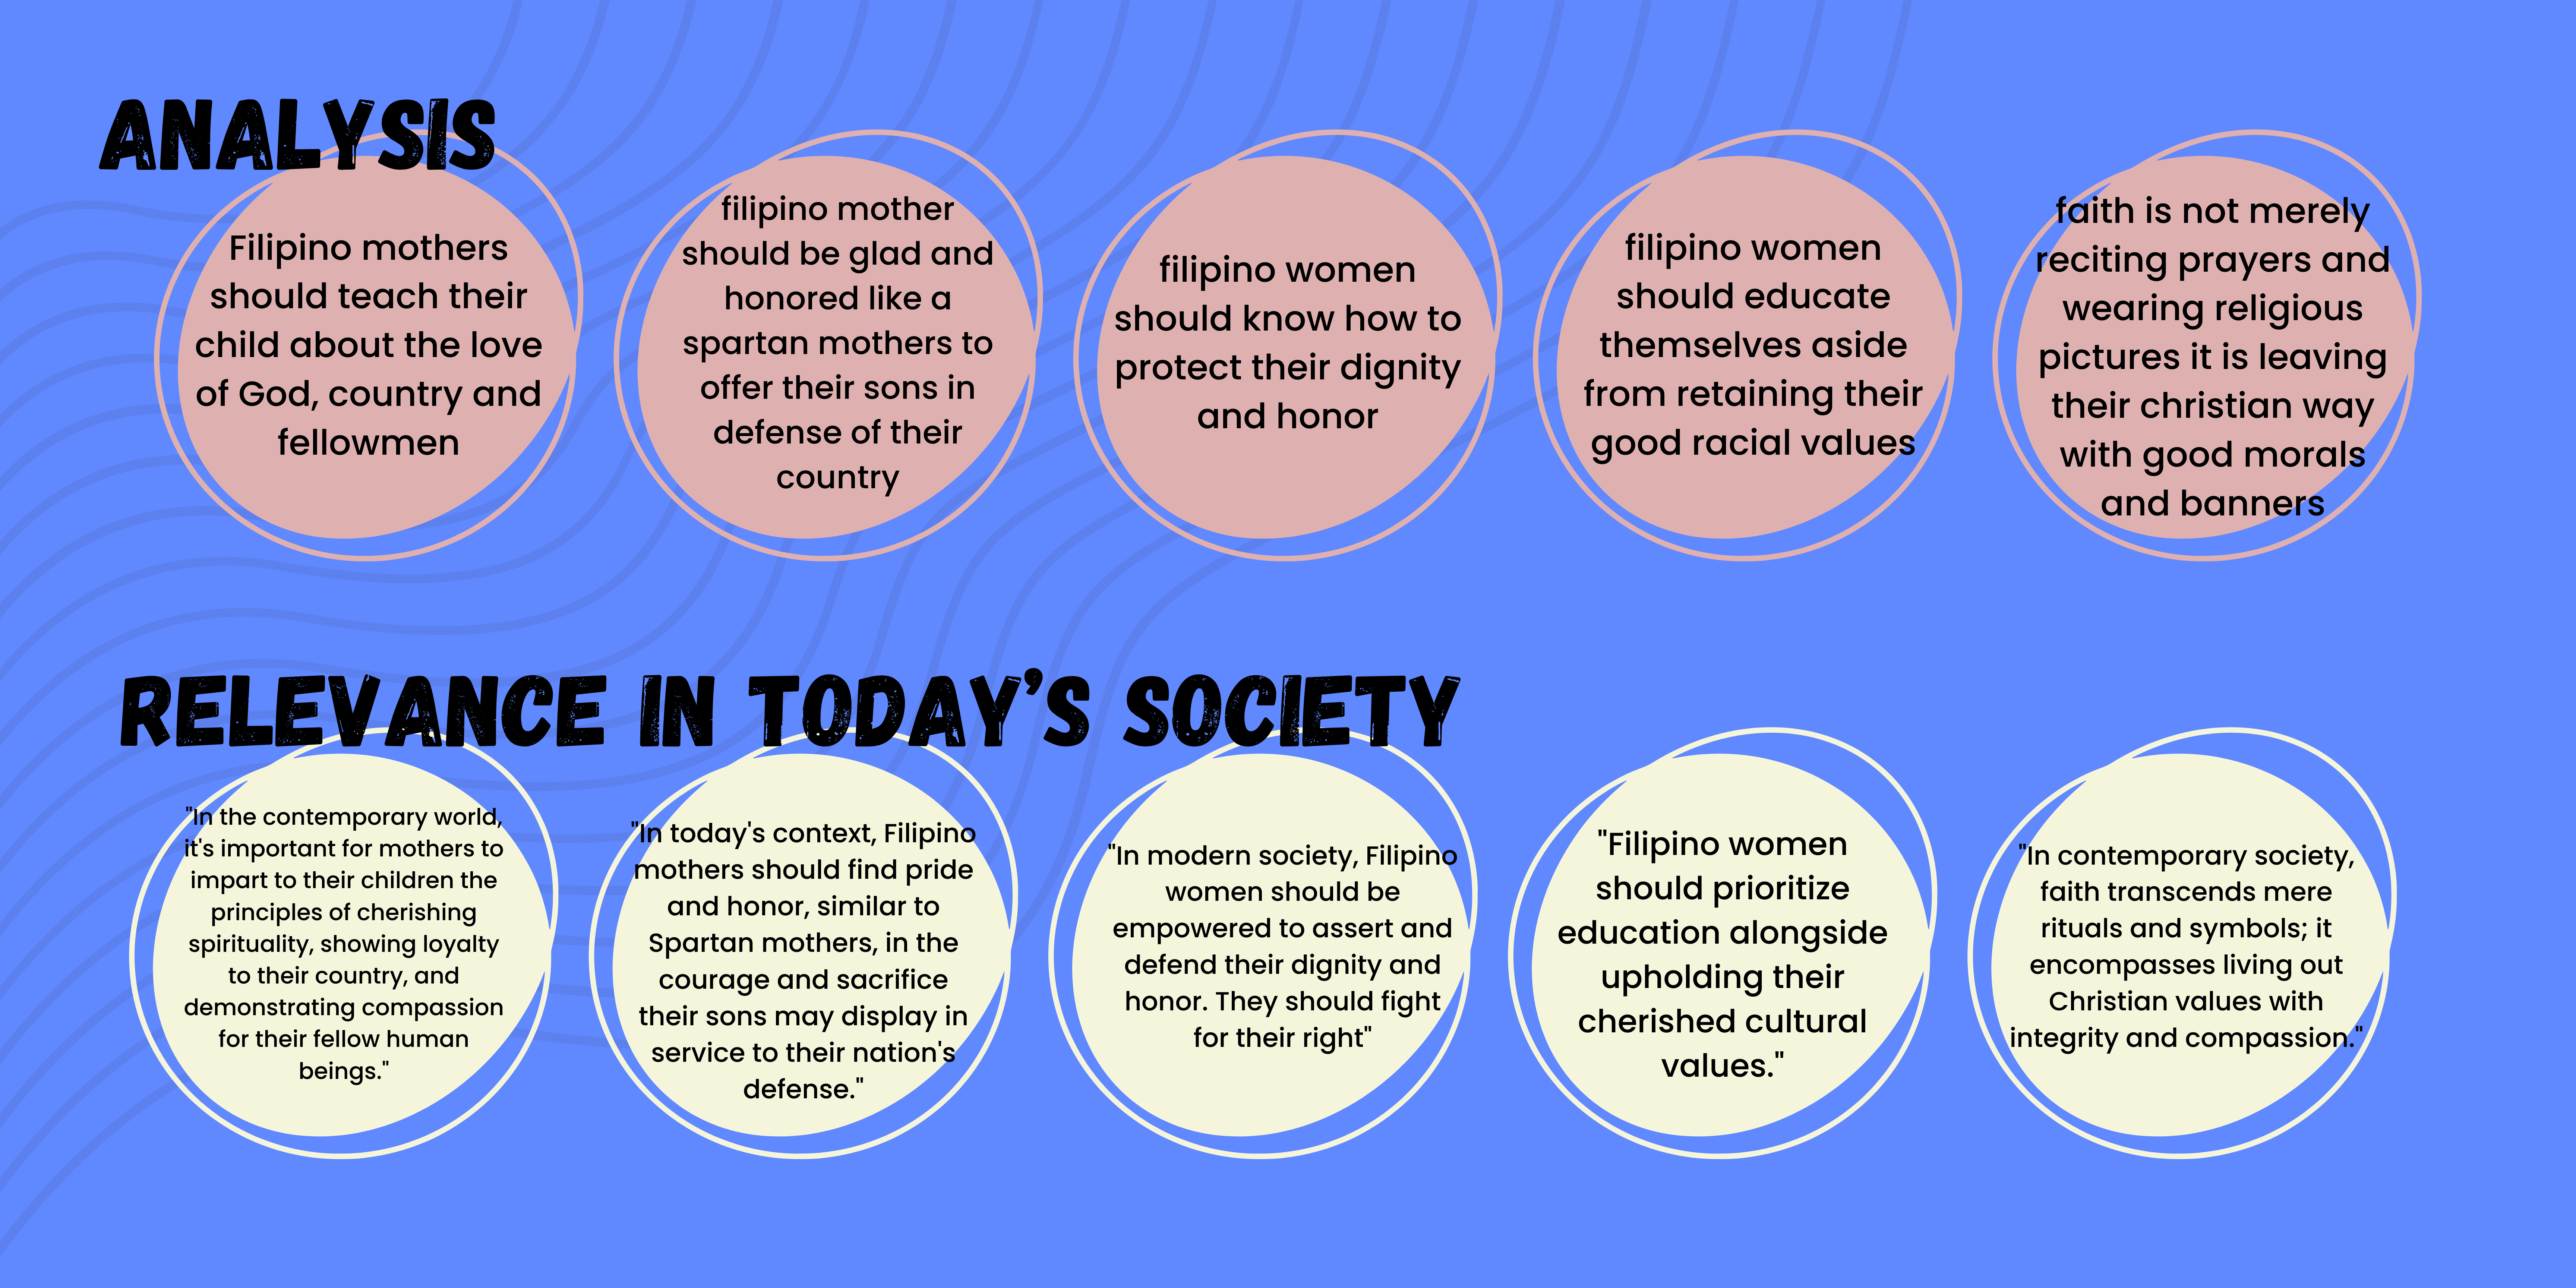 ANALYSIS
Filipino mothers
should teach their
child about the love
of God, country and
fellowmen
filipino mother
should be glad and
honored like a
spartan mothers to
offer their sons in
defense of their
country
filipino women
should know how to
protect their dignity
and honor
filipino women
should educate
themselves aside
from retaining their
good racial values
faith is not merely
reciting prayers and
wearing religious
pictures it is leaving
their christian way
with good morals
and banners
RELEVANCE IN TODAY'S SOCIETY
"In the contemporary world,
it's important for mothers to
impart to their children the
principles of cherishing
spirituality, showing loyalty
to their country, and
demonstrating compassion
for their fellow human
beings."
"In today's context, Filipino
mothers should find pride
and honor, similar to
Spartan mothers, in the
courage and sacrifice
their sons may display in
service to their nation's
defense."
"In modern society, Filipino
women should be
empowered to assert and
defend their dignity and
honor. They should fight
for their right"
"Filipino women
should prioritize
education alongside
upholding their
cherished cultural
values."
"In contemporary society,
faith transcends mere
rituals and symbols; it
encompasses living out
Christian values with
integrity and compassion."